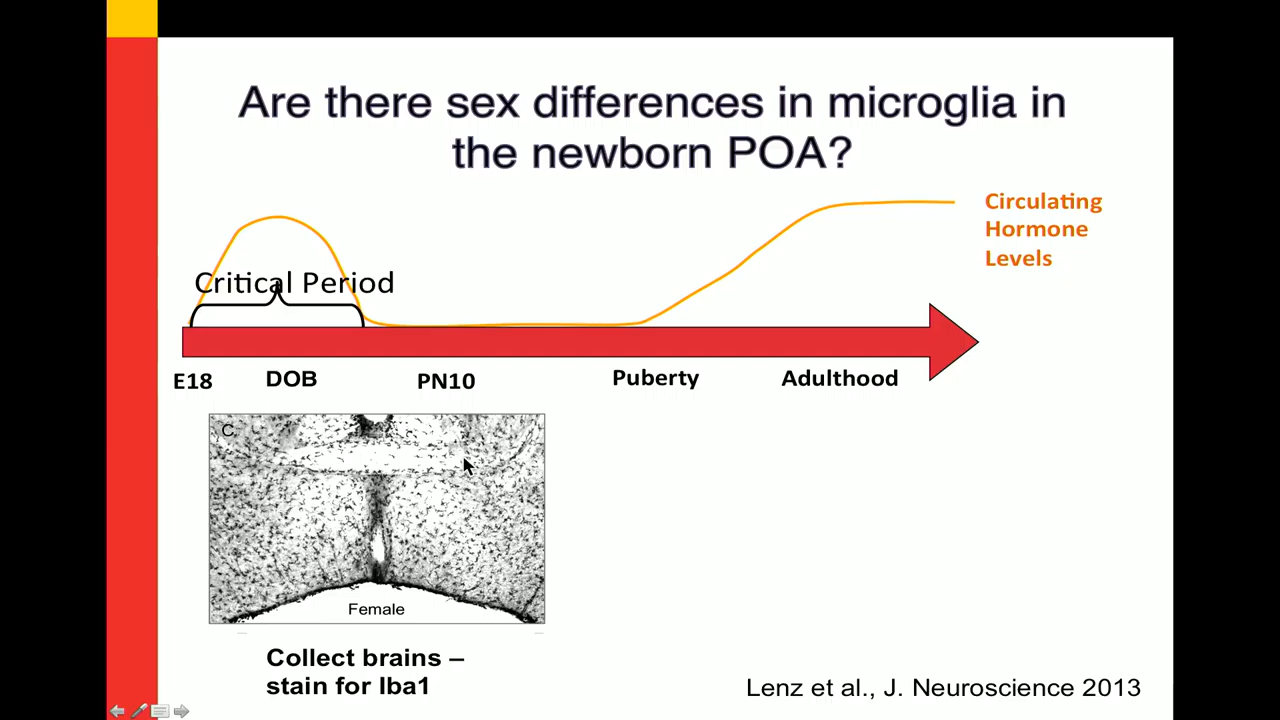 Are there sex differences in microglia in
the newborn POA?
Circulating
Hormone
Levels
Critical Period
E18 DOB PN10 Puberty Adulthood
C.
Female
Collect brains –
stain for Iba1
Lenz et al., J. Neuroscience 2013